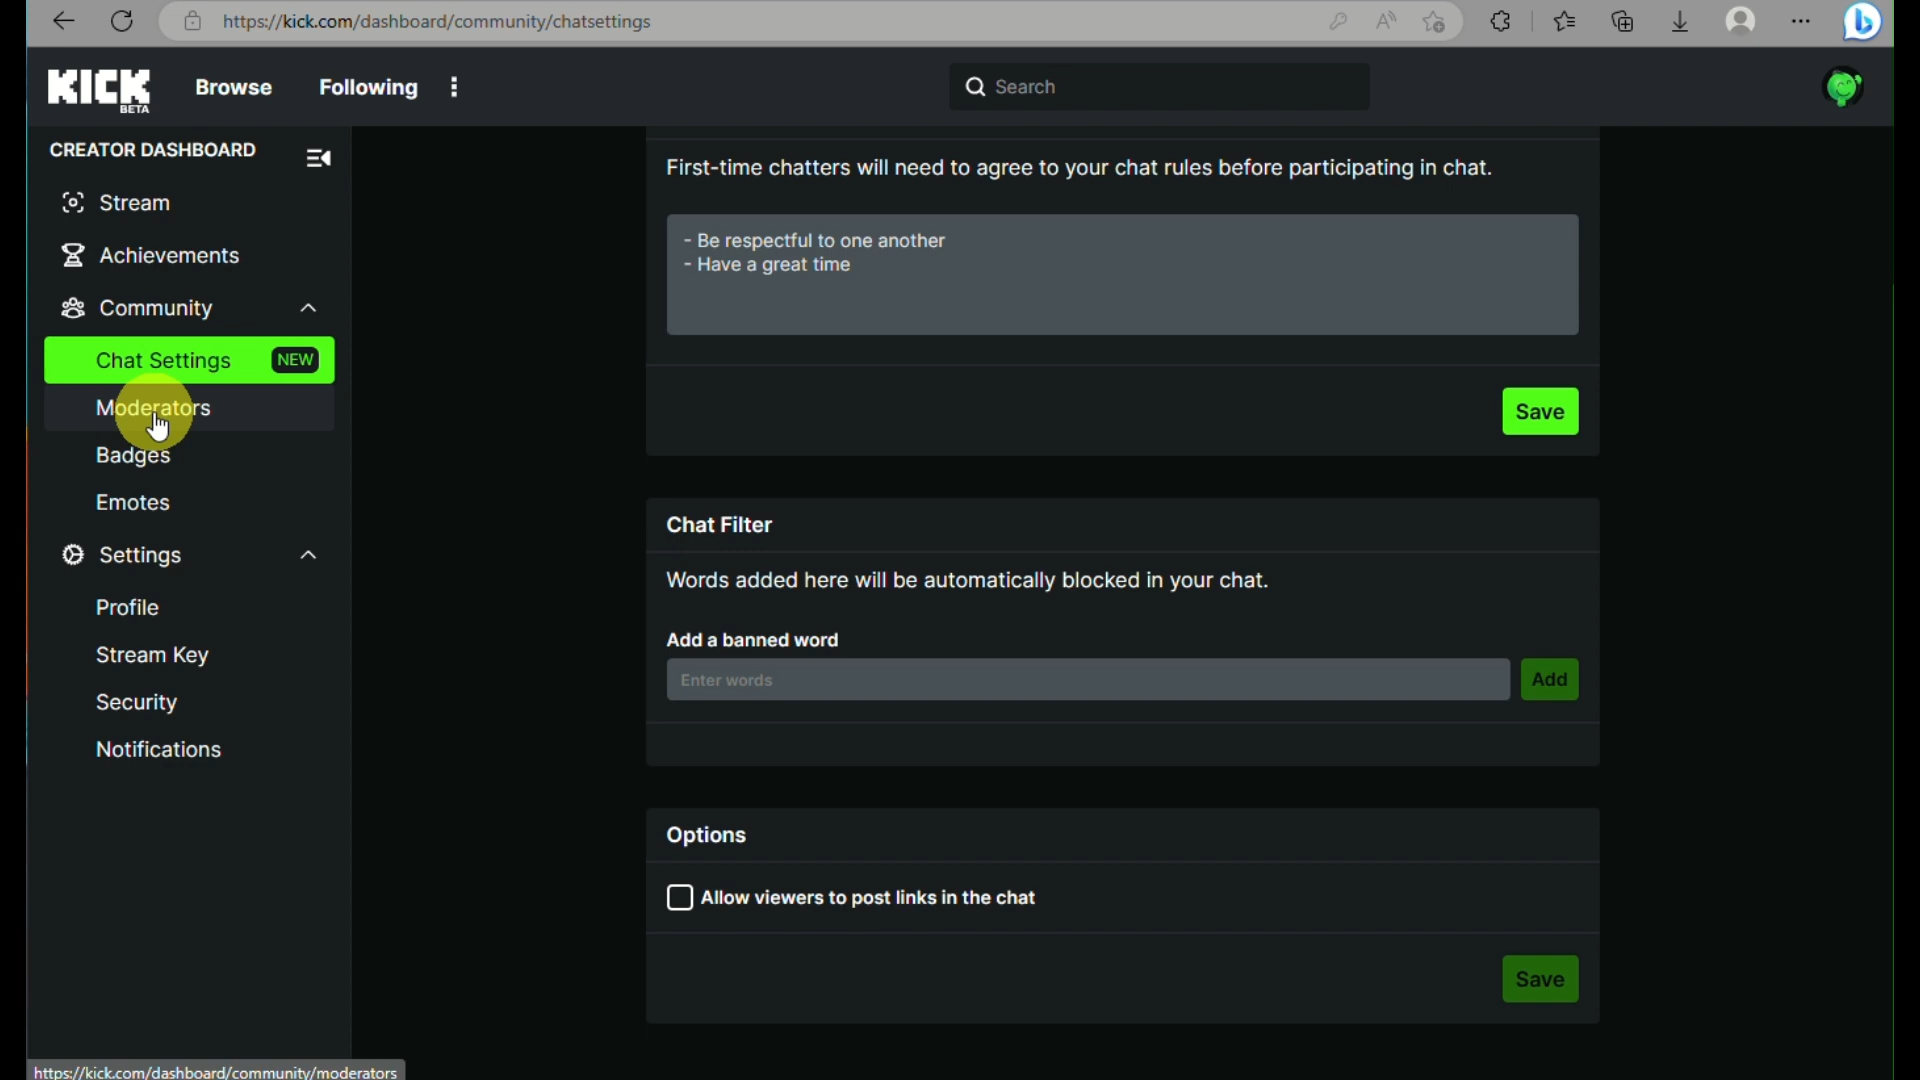 https://kick.com/dashboard/community/chatsettings
KICK
BETA
Browse
Following
Search
CREATOR DASHBOARD
Stream
Achievements
Community
Chat Settings NEW
Moderators
Badges
Emotes
Settings
Profile
Stream Key
Security
Notifications
First-time chatters will need to agree to your chat rules before participating in chat.
- Be respectful to one another
- Have a great time
Save
Chat Filter
Words added here will be automatically blocked in your chat.
Add a banned word
Enter words
Add
Options
Allow viewers to post links in the chat
Save
https://kick.com/dashboard/community/moderators